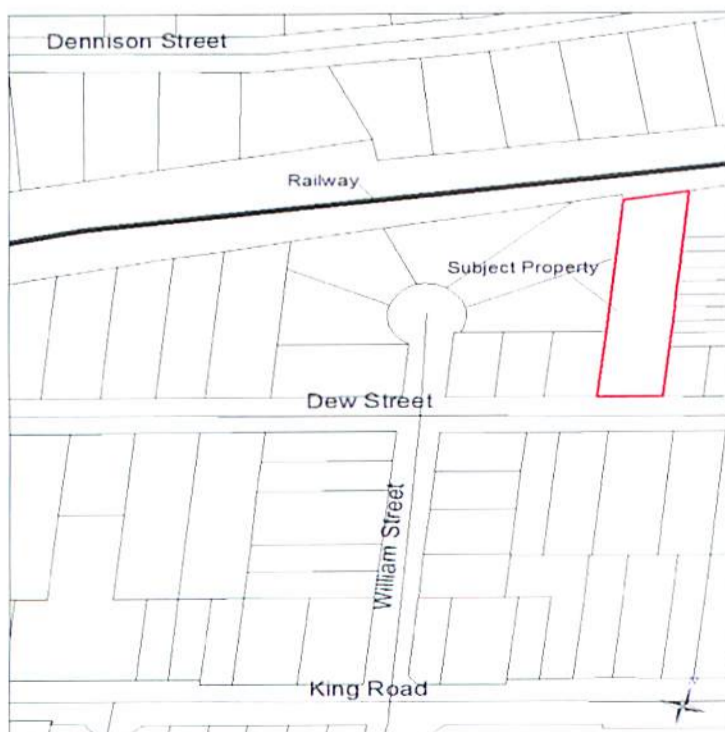 Dennison Street
Railway
Subject Property
Dew Street
William Street
King Road